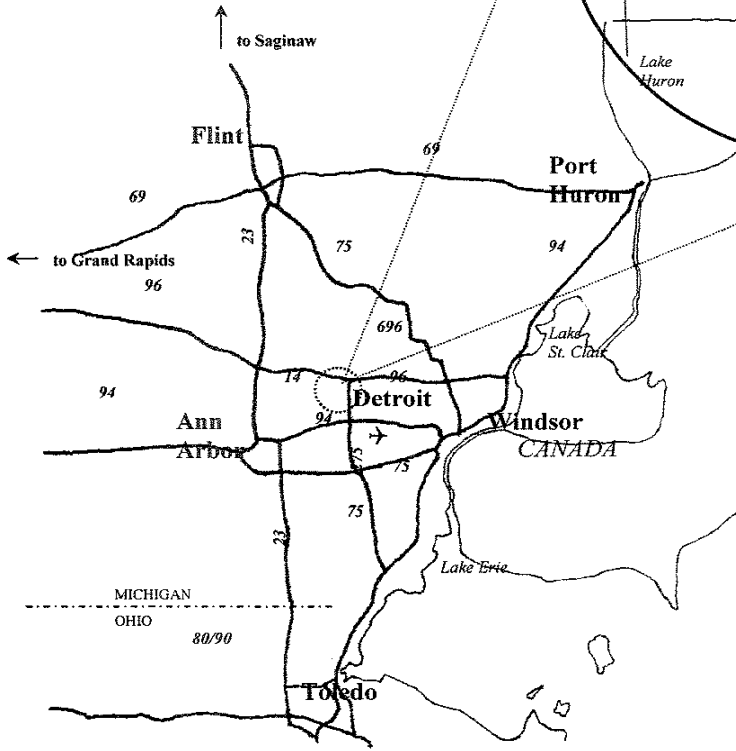 to Saginaw
Lake
Huron
Flint
69
Port
Huron
69
23
75
94
to Grand Rapids
96
696
Lake
St. Clair
14
96
94
Detroit
94
Ann
Arbor
Windsor
CANADA
75
75
75
23
Lake Erie
MICHIGAN
OHIO
80/90
Toledo